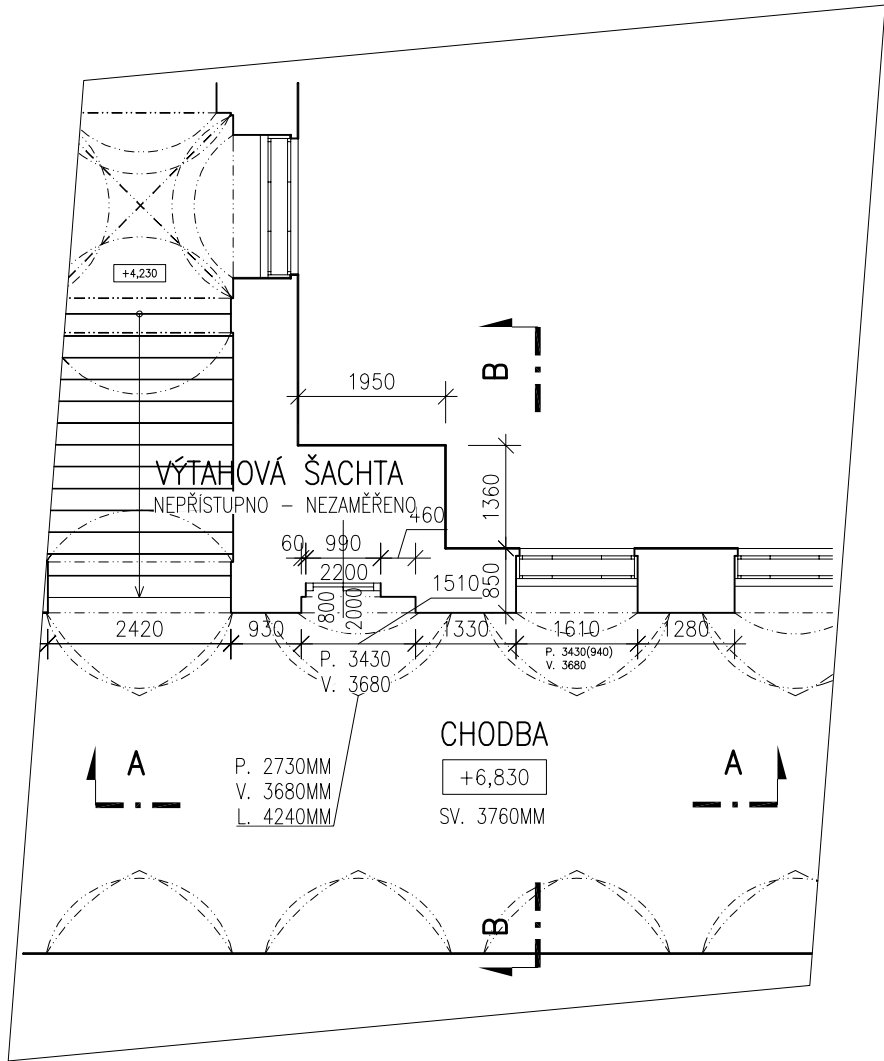 +4,230
B
1950
VÝTAHOVÁ ŠACHTA
NEPŘÍSTUPNO – NEZAMĚŘENO
1360
460
60 990
2200
1510
850
800
2000
2420
930
1330
1610
1280
P. 3430
V. 3680
P. 3430(940)
V. 3680
CHODBA
A
A
P. 2730MM
V. 3680MM
L. 4240MM
+6,830
SV. 3760MM
B